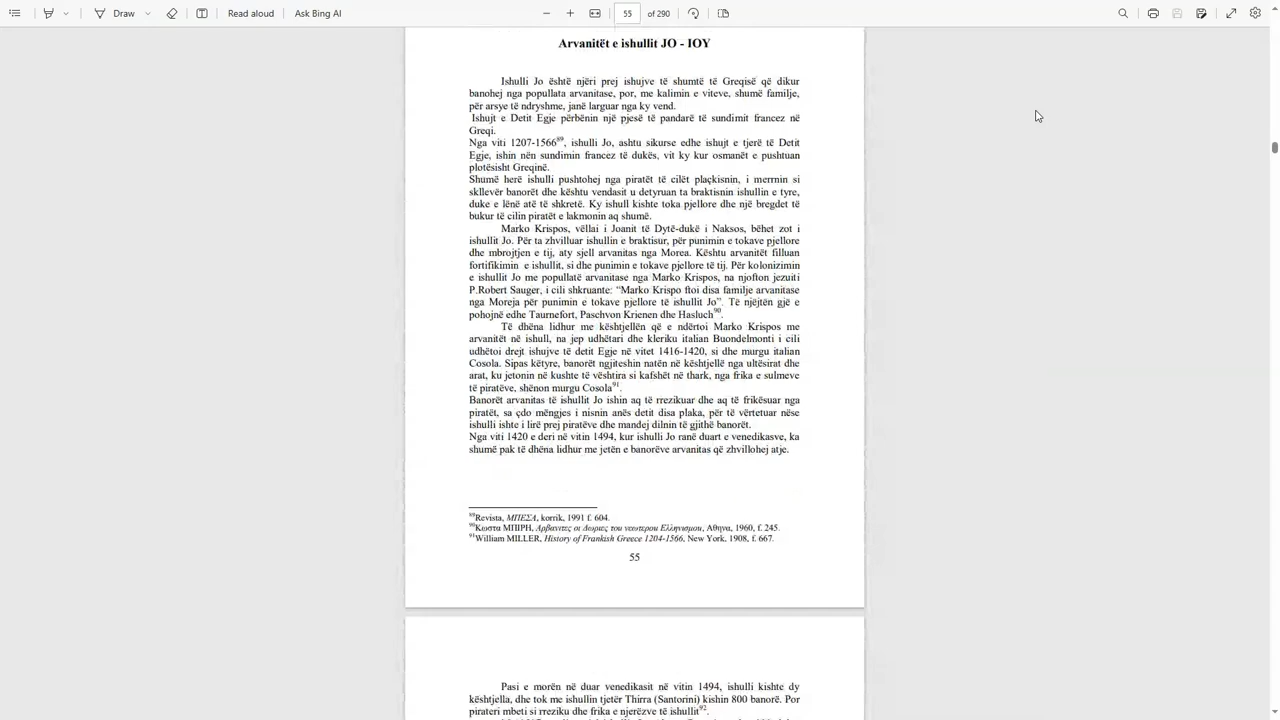 Draw
Read aloud
Ask Bing AI
55
of 290
Arvanitët e ishullit JO - IOY
Ishulli Jo është njëri prej ishujve të shumtë të Greqisë që dikur
banohej nga popullata arvanitase, por, me kalimin e viteve, shumë familje,
për arsye të ndryshme, janë larguar nga ky vend.
Ishujt e Detit Egje përbënin një pjesë të pandarë të sundimit francez në
Greqi.
Nga viti 1207-1566⁸⁹, ishulli Jo, ashtu sikurse edhe ishujt e tjerë të Detit
Egje, ishin nën sundimin francez të dukës, vit ky kur osmanët e pushtuan
plotësisht Greqinë.
Shumë herë ishulli pushtohej nga piratët të cilët plaçkisnin, i merrnin si
skllevër banorët dhe kështu vendasit u detyruan ta braktisnin ishullin e tyre,
duke e lënë atë të shkretë. Ky ishull kishte toka pjellore dhe një bregdet të
bukur të cilin piratët e lakmonin aq shumë.
Marko Krispos, vëllai i Joanit të Dytë-dukë i Naksos, bëhet zot i
ishullit Jo. Për ta zhvilluar ishullin e braktisur, për punimin e tokave pjellore
dhe mbrojtjen e tij, aty sjell arvanitas nga Morea. Kështu arvanitët filluan
fortifikimin e ishullit, si dhe punimin e tokave pjellore të tij. Për kolonizimin
e ishullit Jo me popullatë arvanitase nga Marko Krispos, na njofton jezuiti
P.Robert Sauger, i cili shkruante: “Marko Krispo ftoi disa familje arvanitase
nga Moreja për punimin e tokave pjellore të ishullit Jo”. Të njëjtën gjë e
pohojnë edhe Taurnefort, Paschvon Krienen dhe Hasluch⁹⁰.
Të dhëna lidhur me kështjellën që e ndërtoi Marko Krispos me
arvanitët në ishull, na jep udhëtari dhe kleriku italian Buondelmonti i cili
udhëtoi drejt ishujve të detit Egje në vitet 1416-1420, si dhe murgu italian
Cosola. Sipas këtyre, banorët ngjiteshin natën në kështjellë nga ultësirat dhe
arat, ku jetonin në kushte të vështira si kafshët në thark, nga frika e sulmeve
të piratëve, shënon murgu Cosola⁹¹.
Banorët arvanitas të ishullit Jo ishin aq të rrezikuar dhe aq të frikësuar nga
piratët, sa çdo mëngjes i nisnin anës detit disa plaka, për të vërtetuar nëse
ishulli ishte i lirë prej piratëve dhe mandej dilnin të gjithë banorët.
Nga viti 1420 e deri në vitin 1494, kur ishulli Jo ranë duart e venedikasve, ka
shumë pak të dhëna lidhur me jetën e banorëve arvanitas që zhvillohej atje.
⁸⁹Revista, ΜΠΕΣΑ, korrik, 1991 f. 604.
⁹⁰Κωστα ΜΠΙΡΗ, Αρβανιτες οι Δωριες του νεωτερου Ελληνισμου, Αθηνα, 1960, f. 245.
⁹¹William MILLER, History of Frankish Greece 1204-1566, New York, 1908, f. 667.
55
Pasi e morën në duar venedikasit në vitin 1494, ishulli kishte dy
kështjella, dhe tok me ishullin tjetër Thirra (Santorini) kishin 800 banorë. Por
pirateri mbeti si rreziku dhe frika e njerëzve të ishullit⁹².